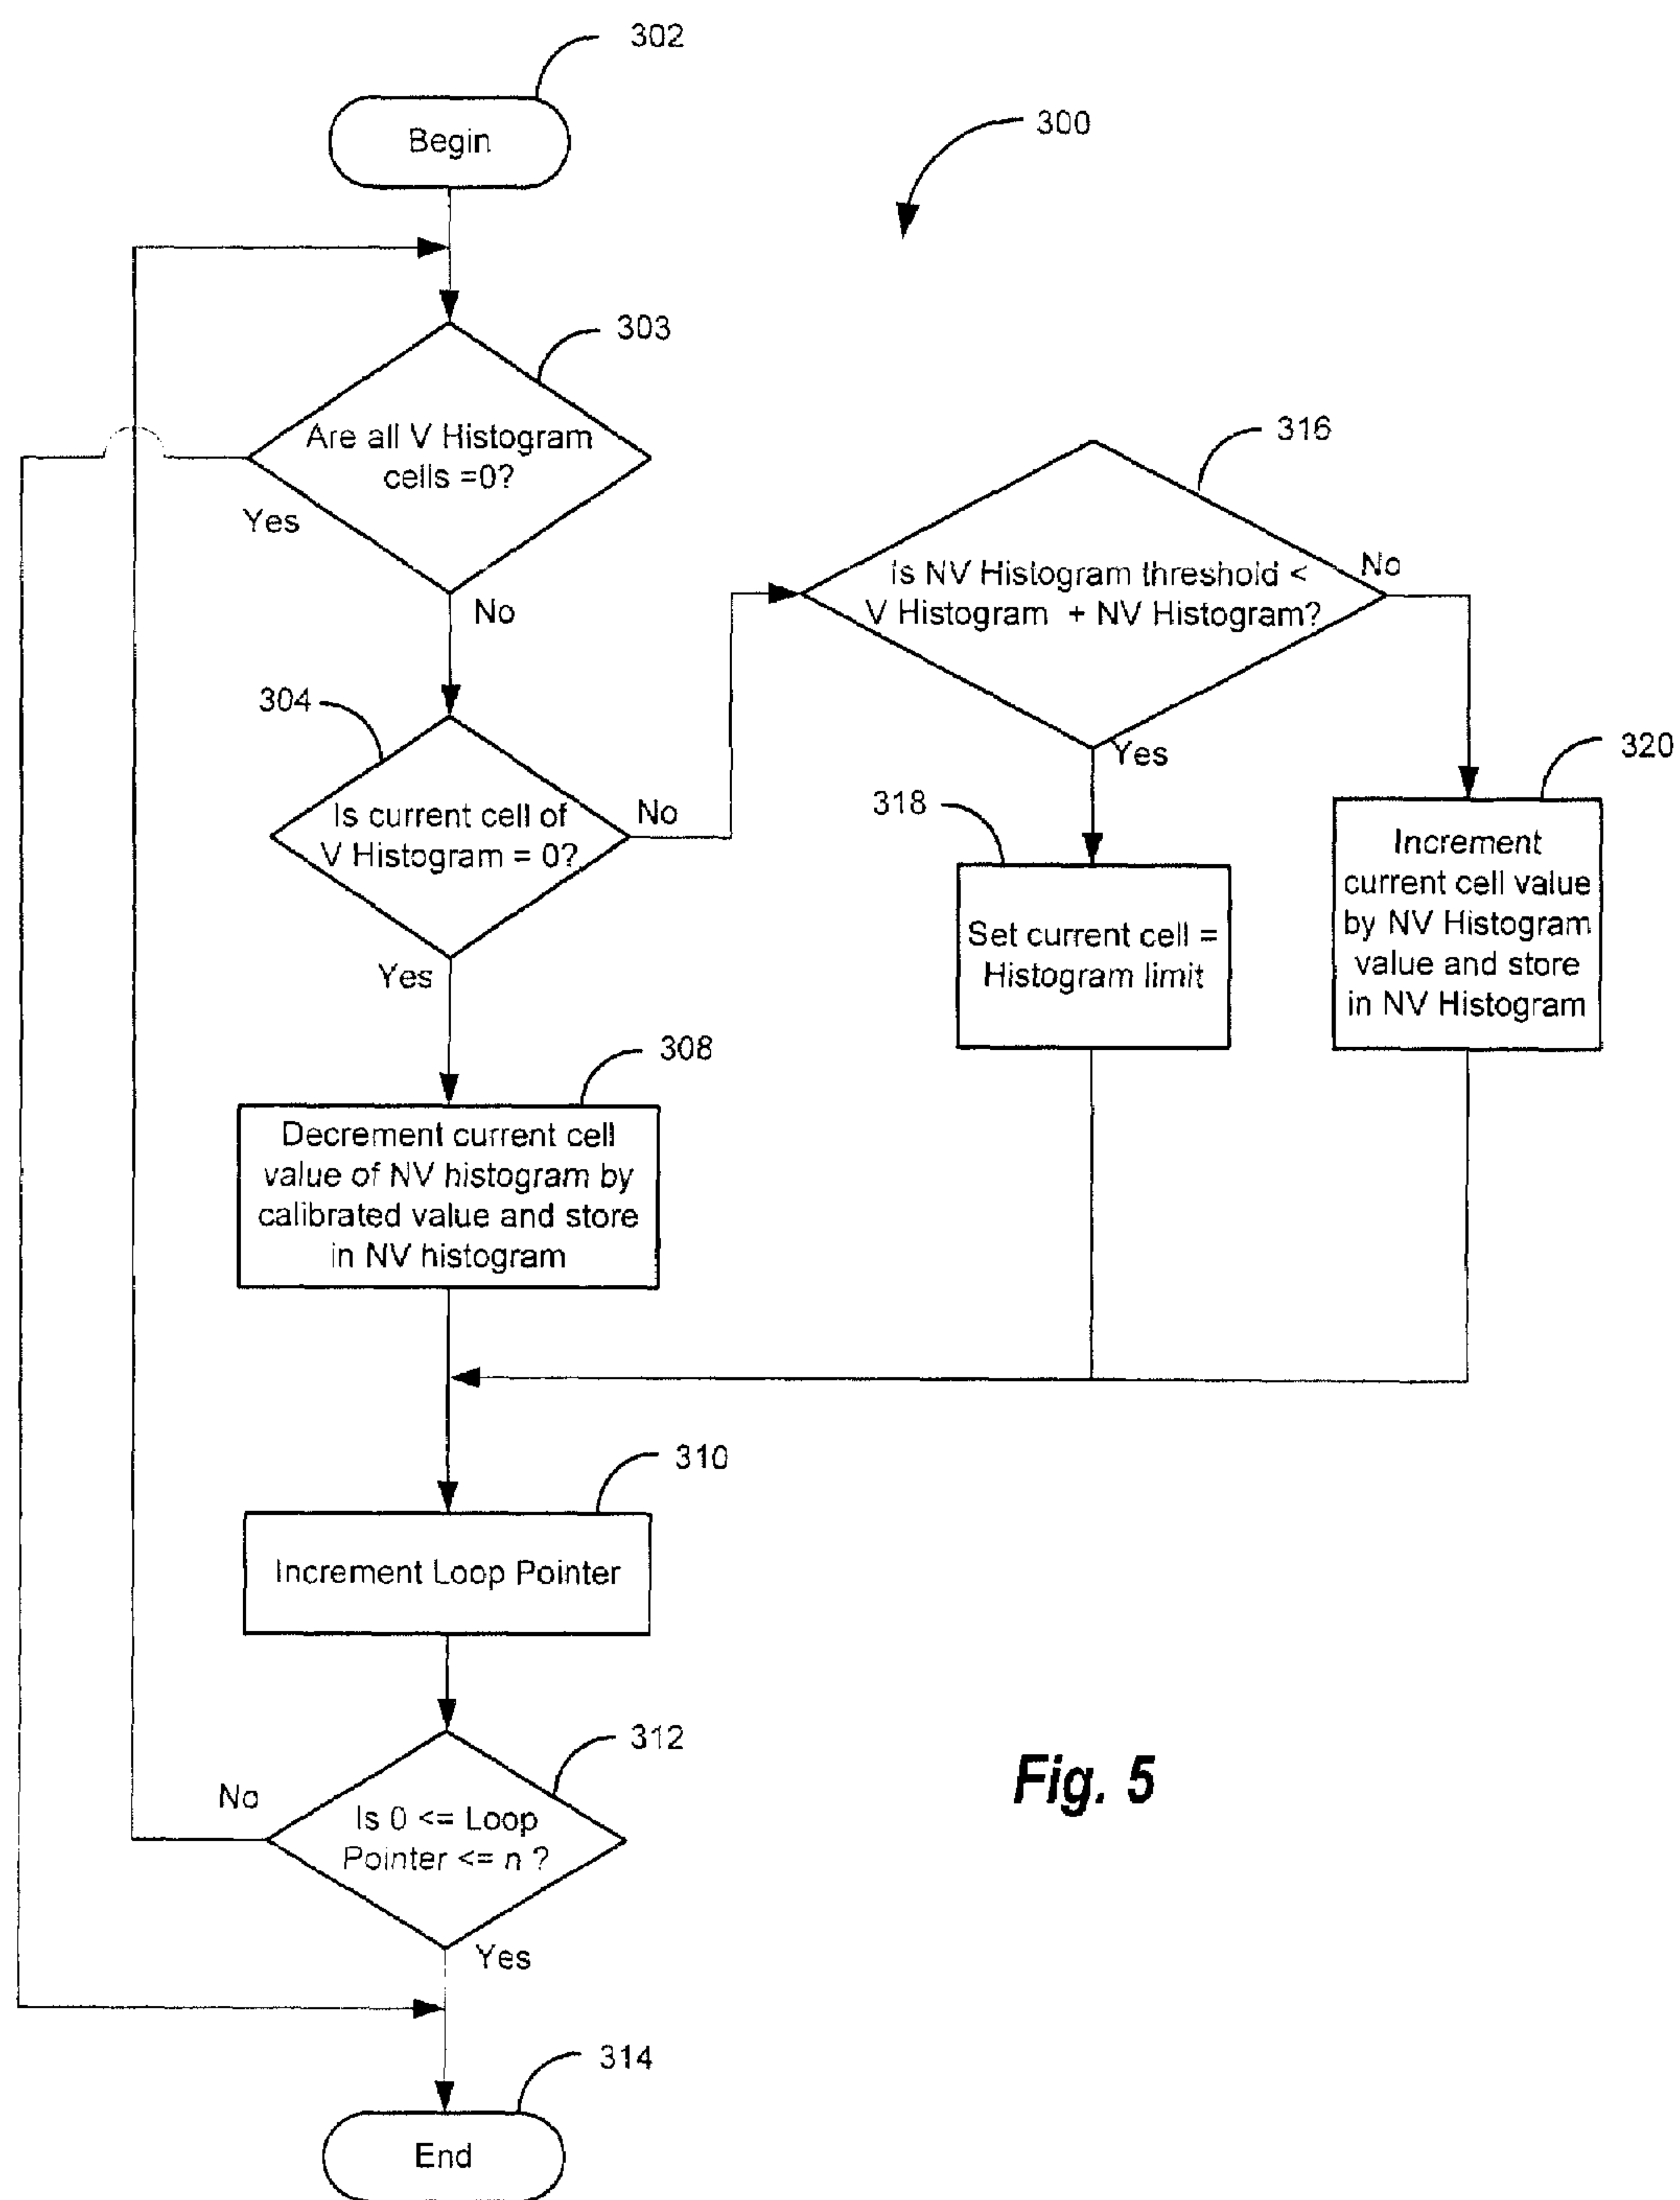 302
Begin
300
303
Are all V Histogram
cells =0?
Yes
No
316
Is NV Histogram threshold <
V Histogram + NV Histogram?
No
Yes
304
Is current cell of
V Histogram = 0?
No
Yes
318
Set current cell =
Histogram limit
320
Increment
current cell value
by NV Histogram
value and store
in NV Histogram
308
Decrement current cell
value of NV histogram by
calibrated value and store
in NV histogram
310
Increment Loop Pointer
312
Is 0 <= Loop
Pointer <= n ?
No
Yes
314
End
Fig. 5